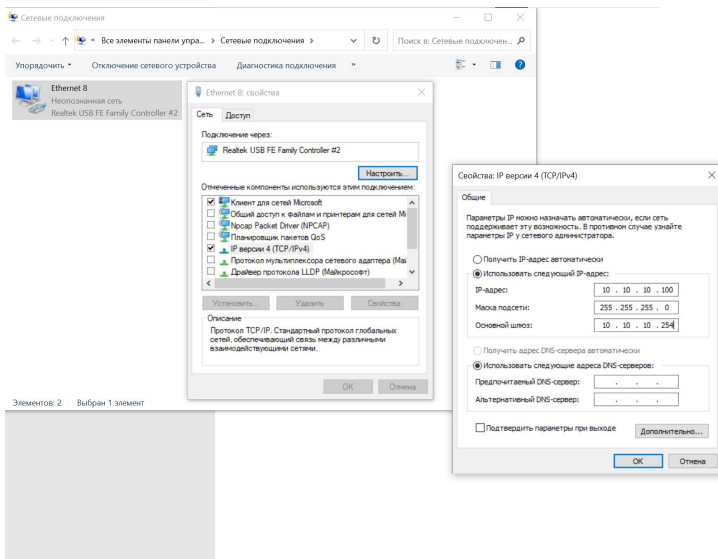 Сетевые подключения
Все элементы панели упра... > Сетевые подключения >
Поиск в: Сетевые подключен...
Упорядочить
Отключение сетевого устройства
Диагностика подключения
»
Ethernet 8
Неопознанная сеть
Realtek USB FE Family Controller #2
Элементов: 2
Выбран 1 элемент
Ethernet 8: свойства
Сеть
Доступ
Подключение через:
Realtek USB FE Family Controller #2
Настроить...
Отмеченные компоненты используются этим подключением:
Клиент для сетей Microsoft
Общий доступ к файлам и принтерам для сетей Mi
Npcap Packet Driver (NPCAP)
Планировщик пакетов QoS
IP версии 4 (TCP/IPv4)
Протокол мультиплексора сетевого адаптера (Май
Драйвер протокола LLDP (Майкрософт)
Установить...
Удалить
Свойства
Описание
Протокол TCP/IP. Стандартный протокол глобальных
сетей, обеспечивающий связь между различными
взаимодействующими сетями.
ОК
Отмена
Свойства: IP версии 4 (TCP/IPv4)
Общие
Параметры IP можно назначать автоматически, если сеть
поддерживает эту возможность. В противном случае узнайте
параметры IP у сетевого администратора.
Получить IP-адрес автоматически
Использовать следующий IP-адрес:
IP-адрес:
10 . 10 . 10 . 100
Маска подсети:
255 . 255 . 255 . 0
Основной шлюз:
10 . 10 . 10 . 254
Получить адрес DNS-сервера автоматически
Использовать следующие адреса DNS-серверов:
Предпочитаемый DNS-сервер:
. . .
Альтернативный DNS-сервер:
. . .
Подтвердить параметры при выходе
Дополнительно...
ОК
Отмена